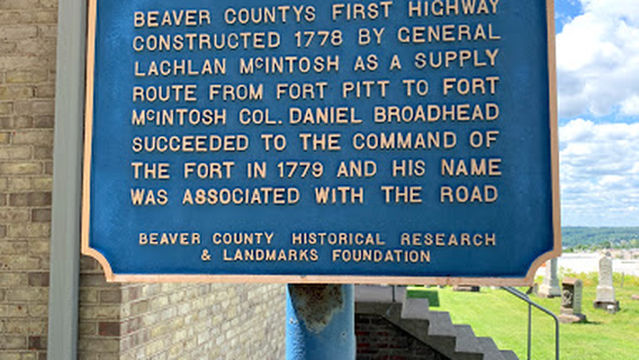 BEAVER COUNTYS FIRST HIGHWAY
CONSTRUCTED 1778 BY GENERAL
LACHLAN McINTOSH AS A SUPPLY
ROUTE FROM FORT PITT TO FORT
McINTOSH COL. DANIEL BROADHEAD
SUCCEEDED TO THE COMMAND OF
THE FORT IN 1779 AND HIS NAME
WAS ASSOCIATED WITH THE ROAD
BEAVER COUNTY HISTORICAL RESEARCH
& LANDMARKS FOUNDATION